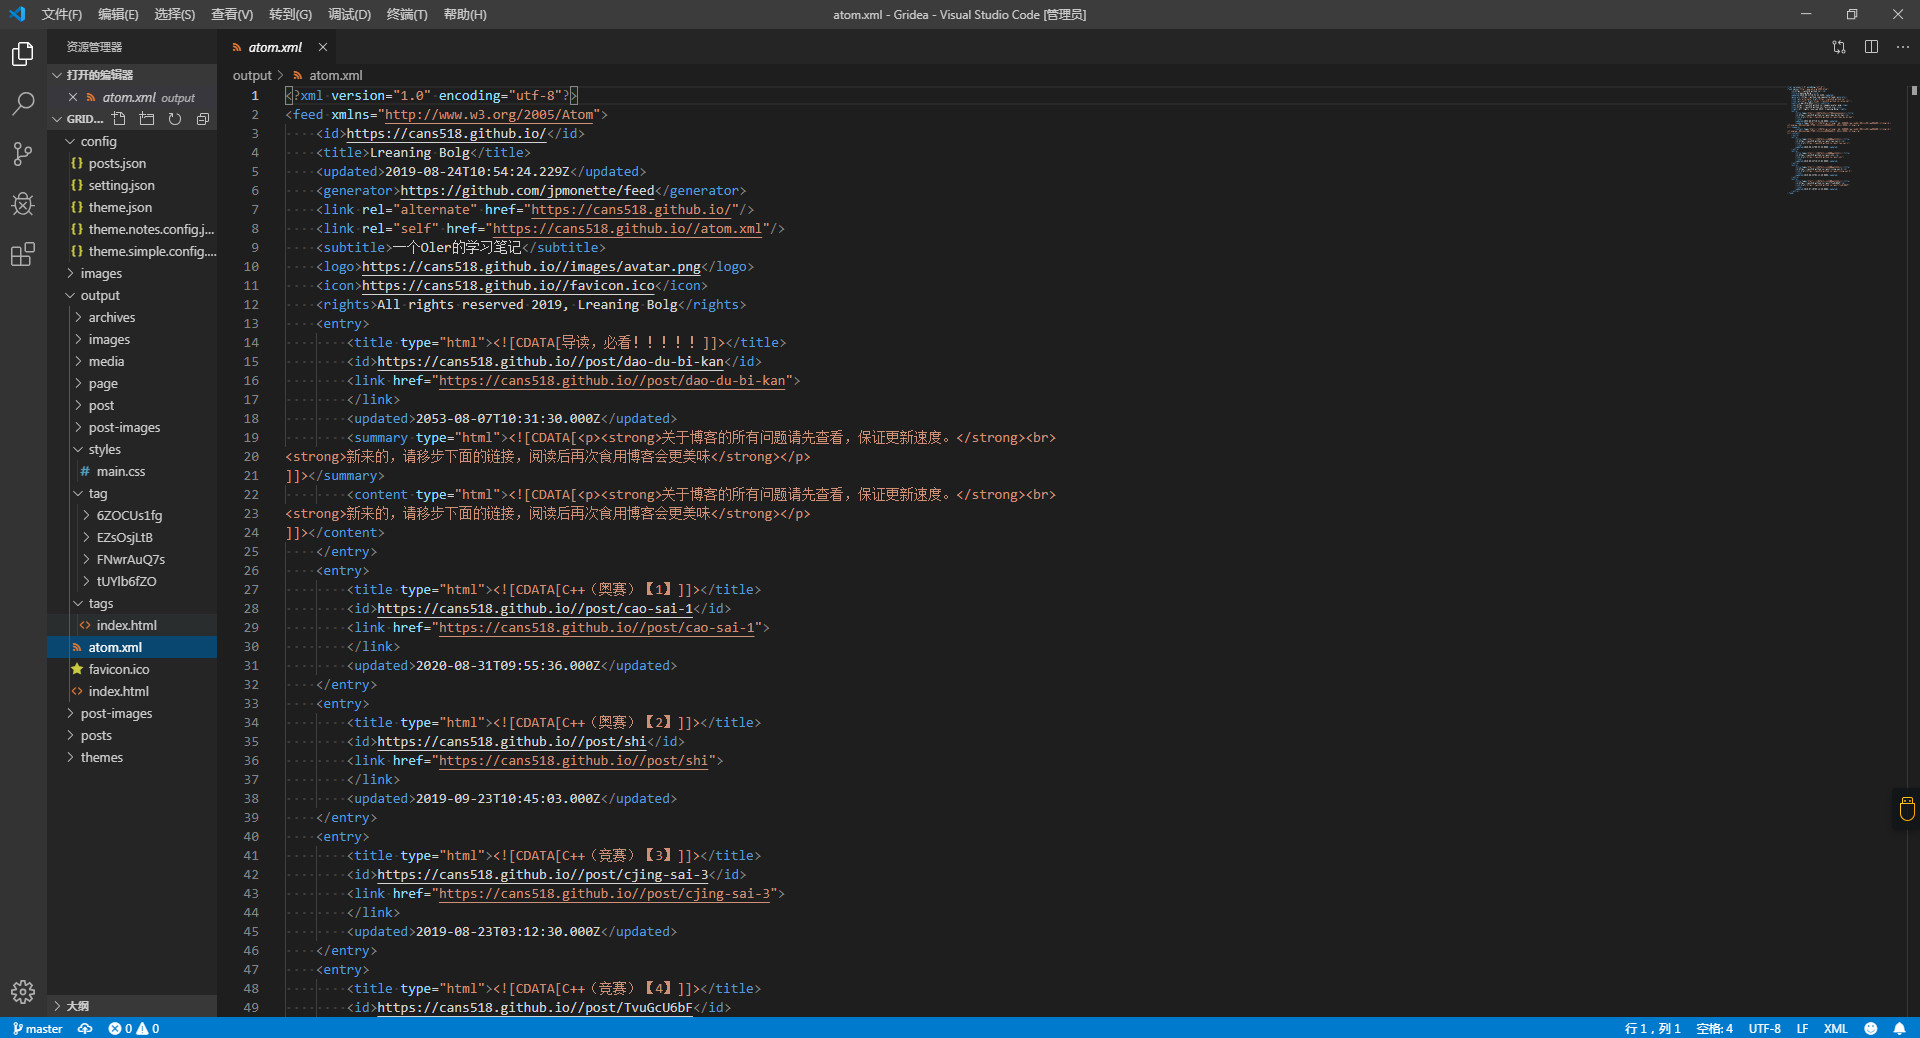 文件(F) 编辑(E) 选择(S) 查看(V) 转到(G) 调试(D) 终端(T) 帮助(H)
atom.xml - Gridea - Visual Studio Code [管理员]
资源管理器
打开的编辑器
atom.xml output
GRID...
config
posts.json
setting.json
theme.json
theme.notes.config.j...
theme.simple.config....
images
output
archives
images
media
page
post
post-images
styles
main.css
tag
6ZOCUs1fg
EZsOsjLtB
FNwrAuQ7s
tUYlb6fZO
tags
index.html
atom.xml
favicon.ico
index.html
post-images
posts
themes
大纲
atom.xml
output > atom.xml
1 <?xml version="1.0" encoding="utf-8"?>
2 <feed xmlns="http://www.w3.org/2005/Atom">
3 <id>https://cans518.github.io/</id>
4 <title>Lreaning Bolg</title>
5 <updated>2019-08-24T10:54:24.229Z</updated>
6 <generator>https://github.com/jpmonette/feed</generator>
7 <link rel="alternate" href="https://cans518.github.io/"/>
8 <link rel="self" href="https://cans518.github.io//atom.xml"/>
9 <subtitle>一个OIer的学习笔记</subtitle>
10 <logo>https://cans518.github.io//images/avatar.png</logo>
11 <icon>https://cans518.github.io//favicon.ico</icon>
12 <rights>All rights reserved 2019, Lreaning Bolg</rights>
13 <entry>
14 <title type="html"><![CDATA[导读，必看！！！！！]]></title>
15 <id>https://cans518.github.io//post/dao-du-bi-kan</id>
16 <link href="https://cans518.github.io//post/dao-du-bi-kan">
17 </link>
18 <updated>2053-08-07T10:31:30.000Z</updated>
19 <summary type="html"><![CDATA[<p><strong>关于博客的所有问题请先查看，保证更新速度。</strong><br>
20 <strong>新来的，请移步下面的链接，阅读后再次食用博客会更美味</strong></p>
21 ]]></summary>
22 <content type="html"><![CDATA[<p><strong>关于博客的所有问题请先查看，保证更新速度。</strong><br>
23 <strong>新来的，请移步下面的链接，阅读后再次食用博客会更美味</strong></p>
24 ]]></content>
25 </entry>
26 <entry>
27 <title type="html"><![CDATA[C++（奥赛）【1】]]></title>
28 <id>https://cans518.github.io//post/cao-sai-1</id>
29 <link href="https://cans518.github.io//post/cao-sai-1">
30 </link>
31 <updated>2020-08-31T09:55:36.000Z</updated>
32 </entry>
33 <entry>
34 <title type="html"><![CDATA[C++（奥赛）【2】]]></title>
35 <id>https://cans518.github.io//post/shi</id>
36 <link href="https://cans518.github.io//post/shi">
37 </link>
38 <updated>2019-09-23T10:45:03.000Z</updated>
39 </entry>
40 <entry>
41 <title type="html"><![CDATA[C++（竞赛）【3】]]></title>
42 <id>https://cans518.github.io//post/cjing-sai-3</id>
43 <link href="https://cans518.github.io//post/cjing-sai-3">
44 </link>
45 <updated>2019-08-23T03:12:30.000Z</updated>
46 </entry>
47 <entry>
48 <title type="html"><![CDATA[C++（竞赛）【4】]]></title>
49 <id>https://cans518.github.io//post/TvuGcU6bF</id>
master 0 0
行 1，列 1 空格: 4 UTF-8 LF XML